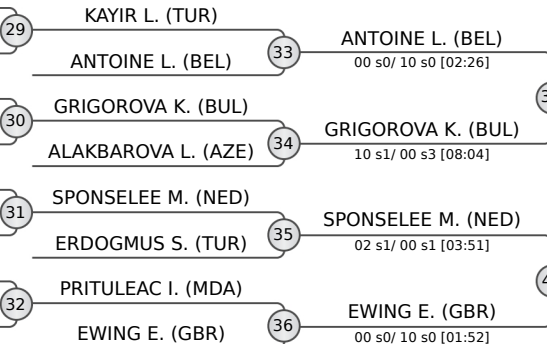 KAYIR L. (TUR)
29
ANTOINE L. (BEL)
33
ANTOINE L. (BEL)
00 s0/ 10 s0 [02:26]
GRIGOROVA K. (BUL)
30
ALAKBAROVA L. (AZE)
34
GRIGOROVA K. (BUL)
10 s1/ 00 s3 [08:04]
SPONSELEE M. (NED)
31
ERDOGMUS S. (TUR)
35
SPONSELEE M. (NED)
02 s1/ 00 s1 [03:51]
PRITULEAC I. (MDA)
32
EWING E. (GBR)
36
EWING E. (GBR)
00 s0/ 10 s0 [01:52]